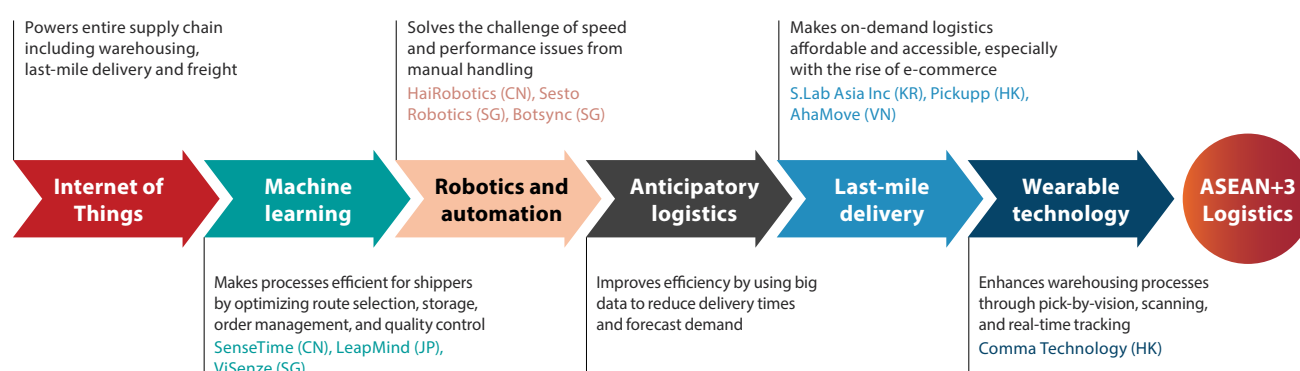 Powers entire supply chain
including warehousing,
last-mile delivery and freight
Solves the challenge of speed
and performance issues from
manual handling
HaiRobotics (CN), Sesto
Robotics (SG), Botsync (SG)
Makes on-demand logistics
affordable and accessible, especially
with the rise of e-commerce
S.Lab Asia Inc (KR), Pickupp (HK),
AhaMove (VN)
Internet of
Things
Machine
learning
Robotics and
automation
Anticipatory
logistics
Last-mile
delivery
Wearable
technology
ASEAN+3
Logistics
Makes processes efficient for shippers
by optimizing route selection, storage,
order management, and quality control
SenseTime (CN), LeapMind (JP),
ViSenze (SG)
Improves efficiency by using big
data to reduce delivery times
and forecast demand
Enhances warehousing processes
through pick-by-vision, scanning,
and real-time tracking
Comma Technology (HK)